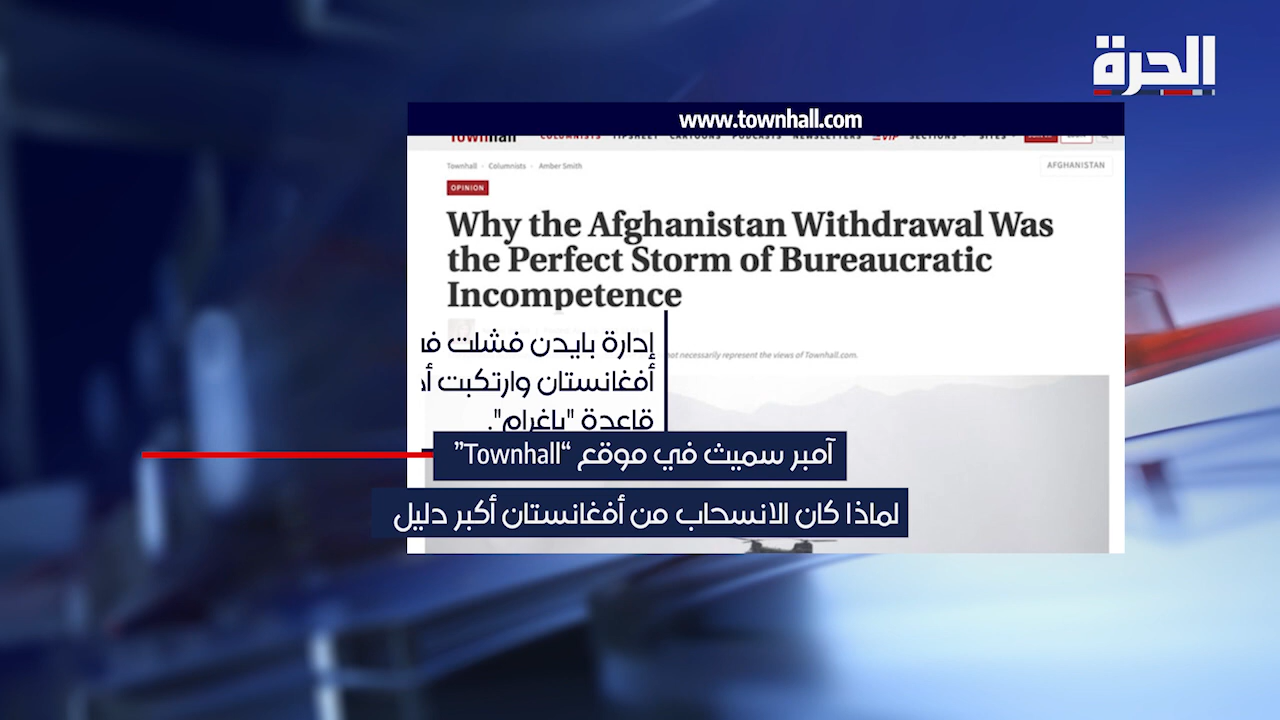 الحرة
www.townhall.com
Townhall COLUMNISTS TIPSHEET CARTOONS PODCASTS NEWSLETTERS VIP SECTIONS SITES
Townhall Columnists Amber Smith
AFGHANISTAN
OPINION
Why the Afghanistan Withdrawal Was
the Perfect Storm of Bureaucratic
Incompetence
not necessarily represent the views of Townhall.com.
إدارة بايدن فشلت
أفغانستان وارتكبت
قاعدة "باغرام".
آمبر سميث في موقع “Townhall”
لماذا كان الانسحاب من أفغانستان أكبر دليل